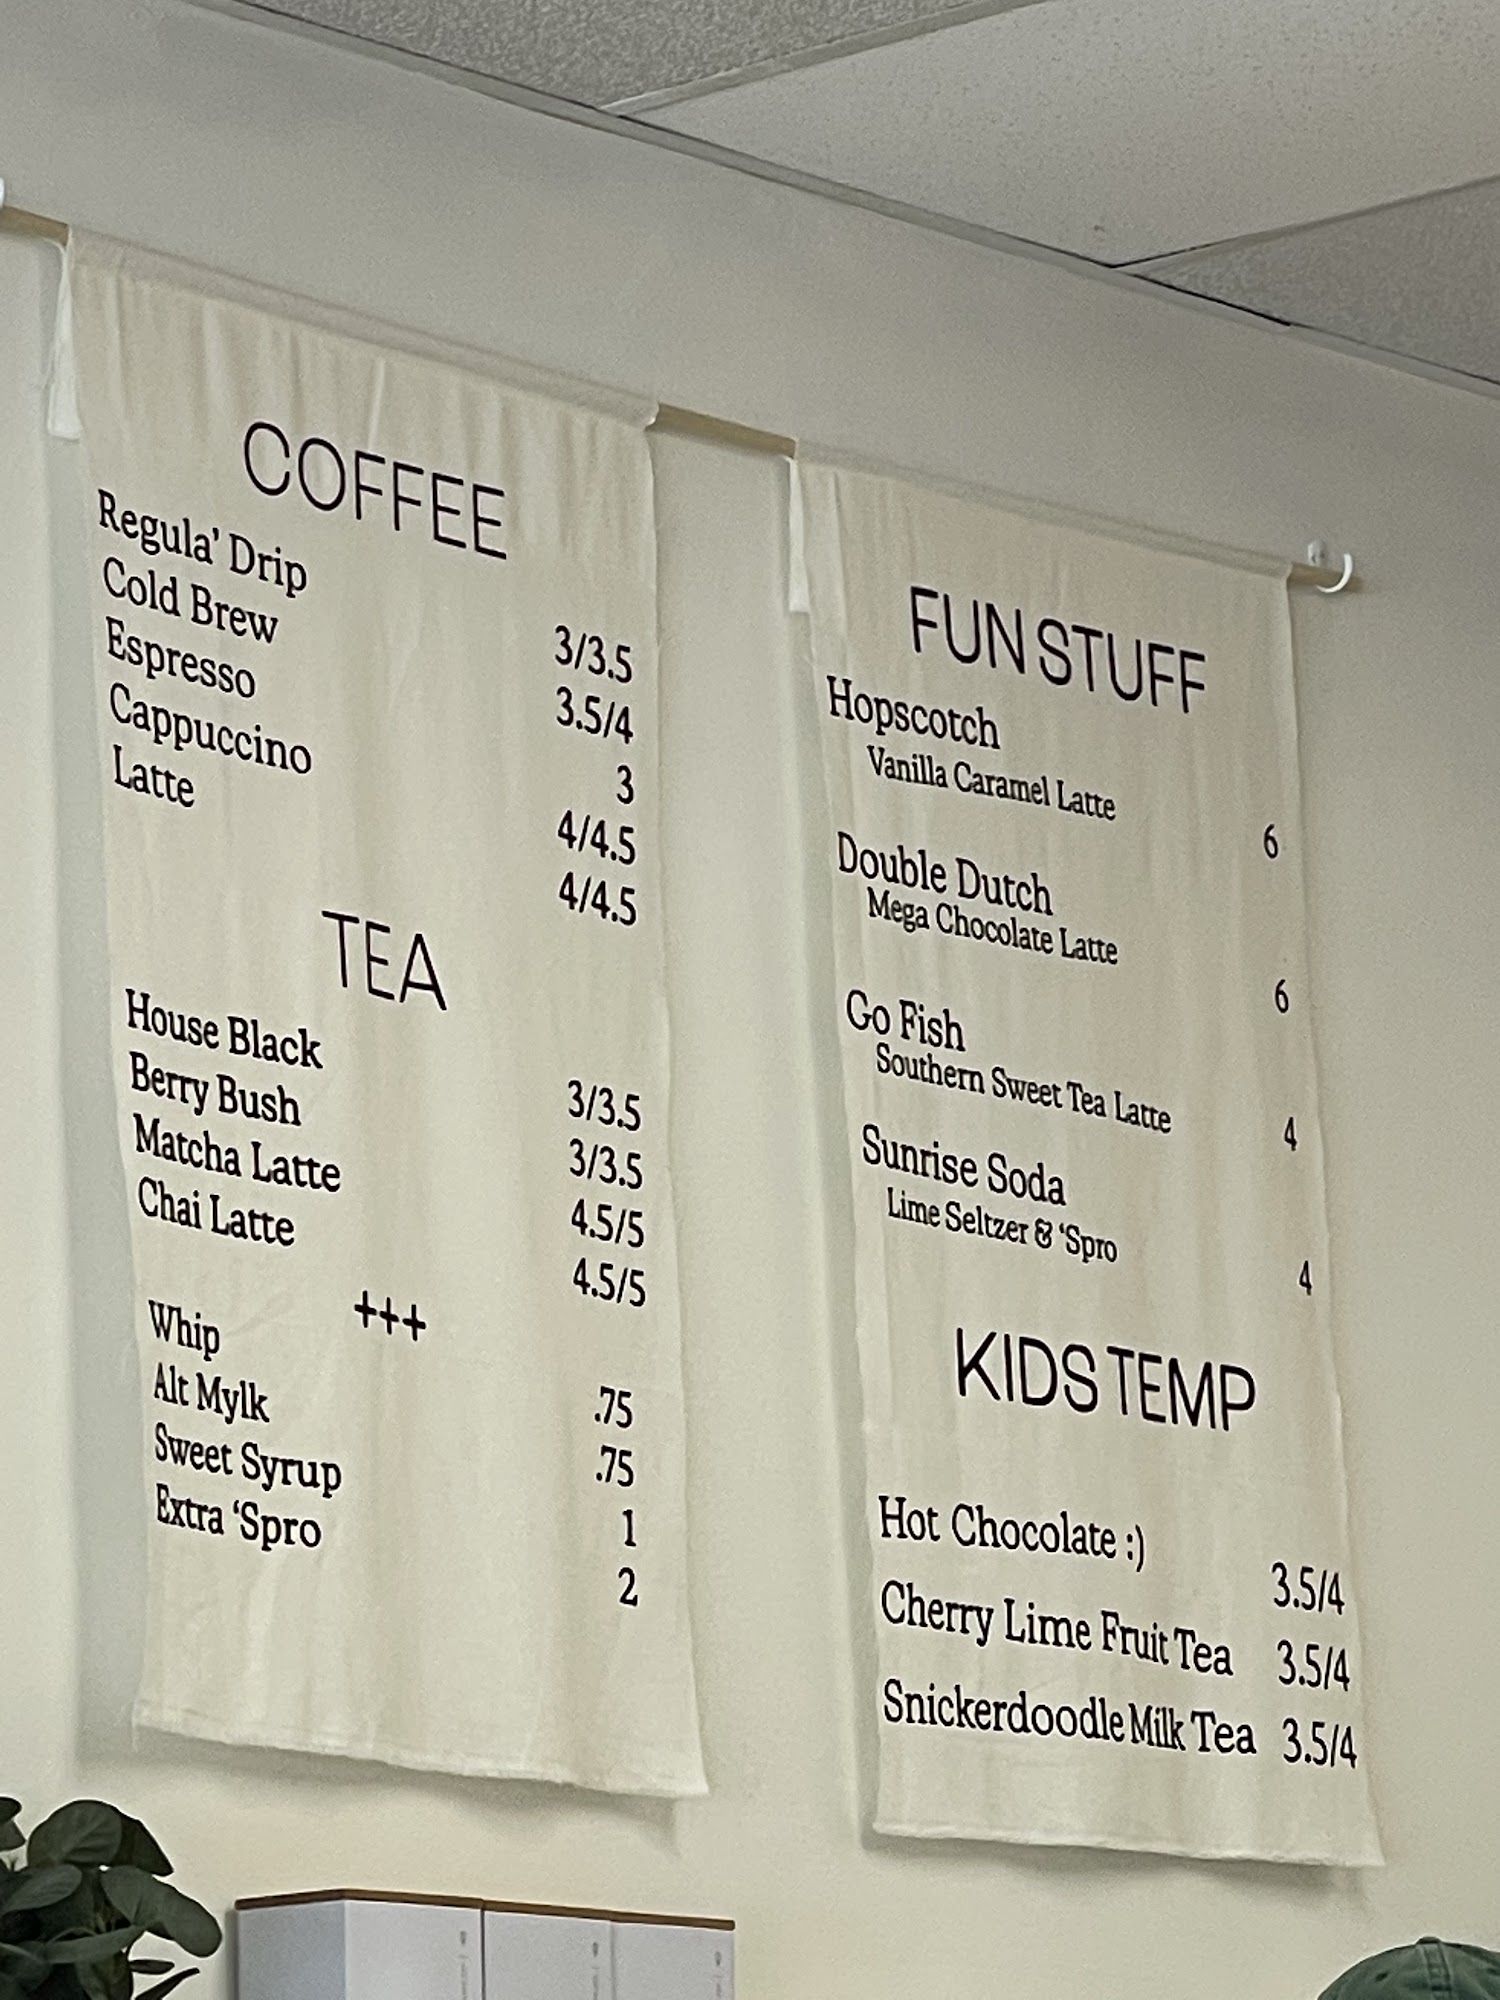 COFFEE
Regula' Drip 3/3.5
Cold Brew 3.5/4
Espresso 3
Cappuccino 4/4.5
Latte 4/4.5
TEA
House Black 3/3.5
Berry Bush 3/3.5
Matcha Latte 4.5/5
Chai Latte 4.5/5
+++
Whip .75
Alt Mylk .75
Sweet Syrup 1
Extra ‘Spro 2
FUN STUFF
Hopscotch
Vanilla Caramel Latte 6
Double Dutch
Mega Chocolate Latte 6
Go Fish
Southern Sweet Tea Latte 4
Sunrise Soda
Lime Seltzer & ‘Spro 4
KIDS TEMP
Hot Chocolate :) 3.5/4
Cherry Lime Fruit Tea 3.5/4
Snickerdoodle Milk Tea 3.5/4